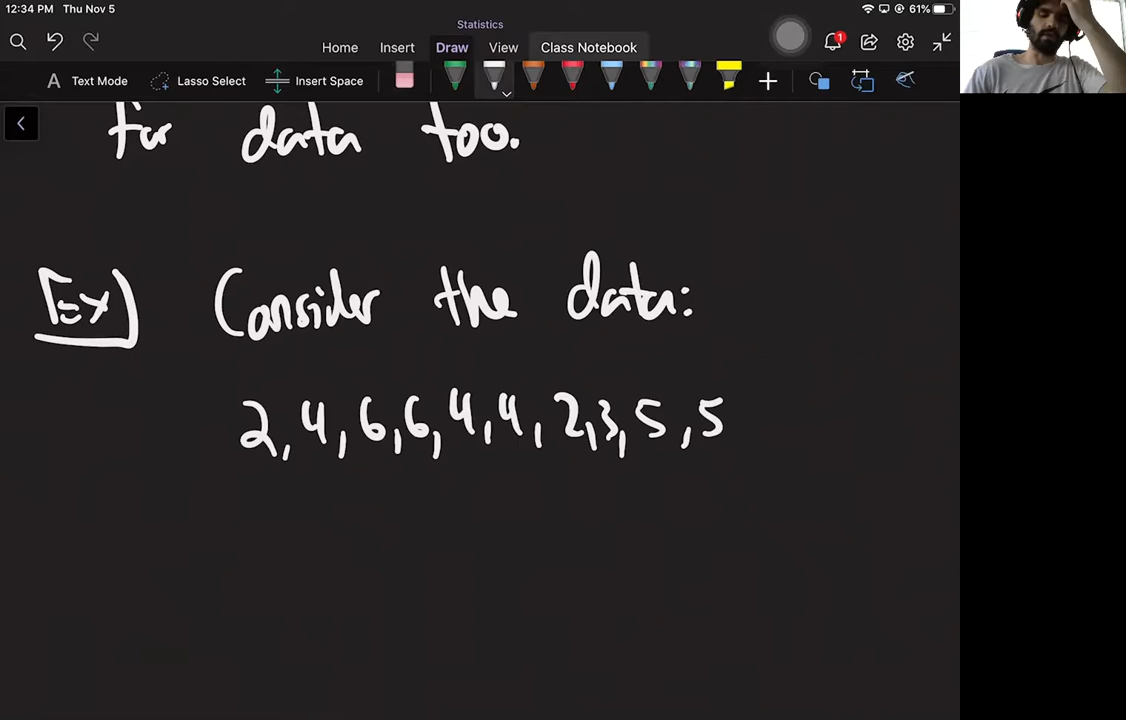 12:34 PM Thu Nov 5
61%
Statistics
Home Insert Draw View Class Notebook
1
A Text Mode Lasso Select Insert Space
for data too.
Ex) Consider the data:
2, 4, 6, 6, 4, 4, 2, 3, 5, 5